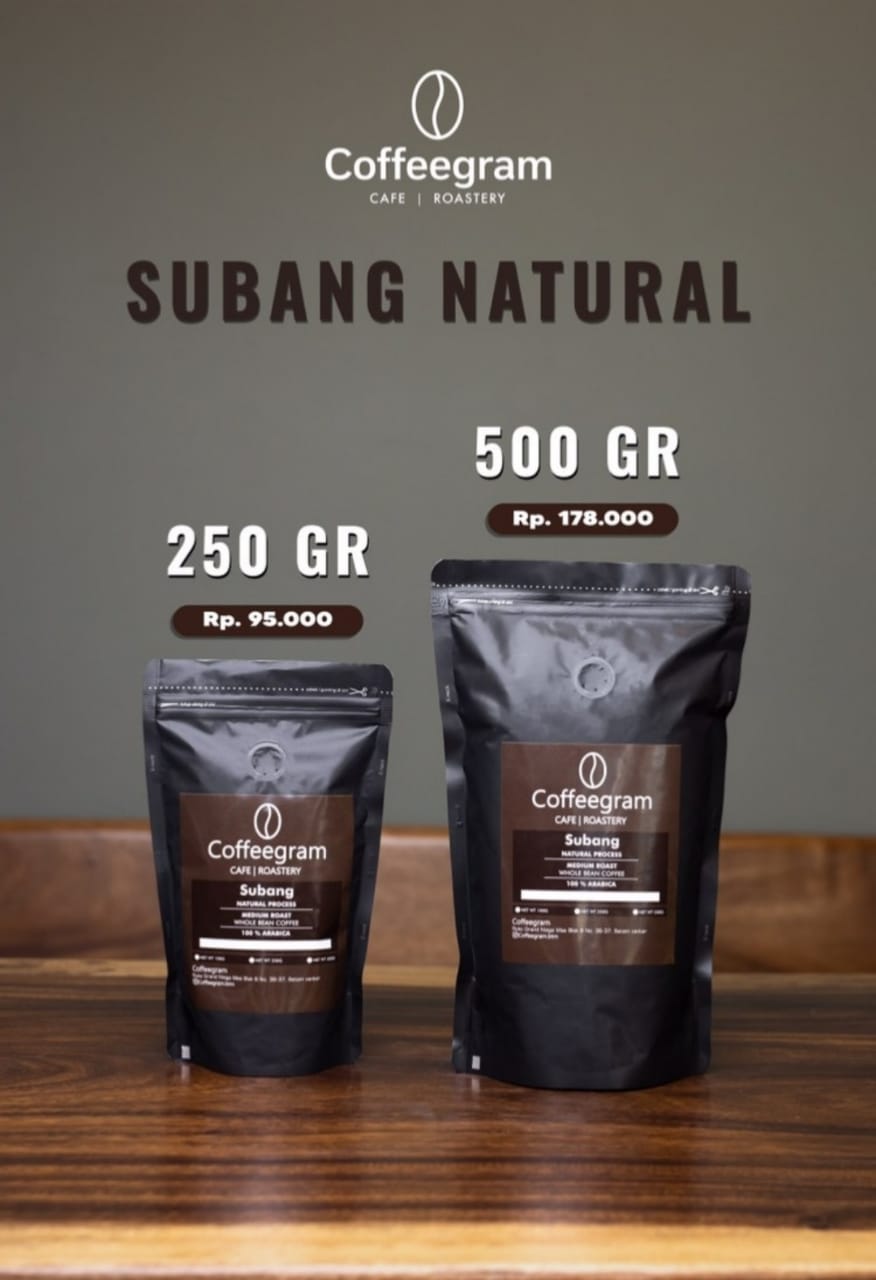 Coffeegram
CAFE | ROASTERY
SUBANG NATURAL
500 GR
Rp. 178.000
250 GR
Rp. 95.000
Coffeegram
CAFE | ROASTERY
Subang
NATURAL PROCESS
MEDIUM ROAST
WHOLE BEAN COFFEE
100 % ARABICA
Coffeegram
Coffeegram
CAFE | ROASTERY
Subang
NATURAL PROCESS
MEDIUM ROAST
WHOLE BEAN COFFEE
100 % ARABICA
Coffeegram